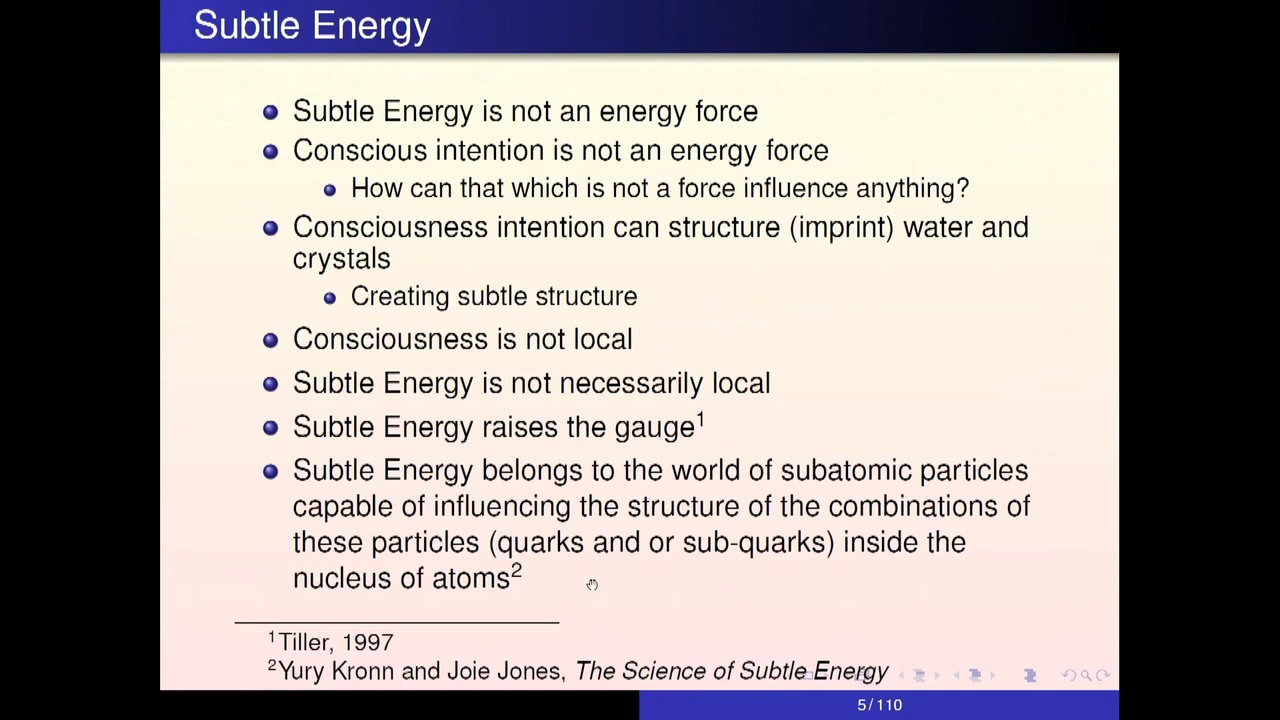 Subtle Energy
Subtle Energy is not an energy force
Conscious intention is not an energy force
How can that which is not a force influence anything?
Consciousness intention can structure (imprint) water and
crystals
Creating subtle structure
Consciousness is not local
Subtle Energy is not necessarily local
Subtle Energy raises the gauge1
Subtle Energy belongs to the world of subatomic particles
capable of influencing the structure of the combinations of
these particles (quarks and or sub-quarks) inside the
nucleus of atoms2
1Tiller, 1997
2Yury Kronn and Joie Jones, The Science of Subtle Energy
5 / 110